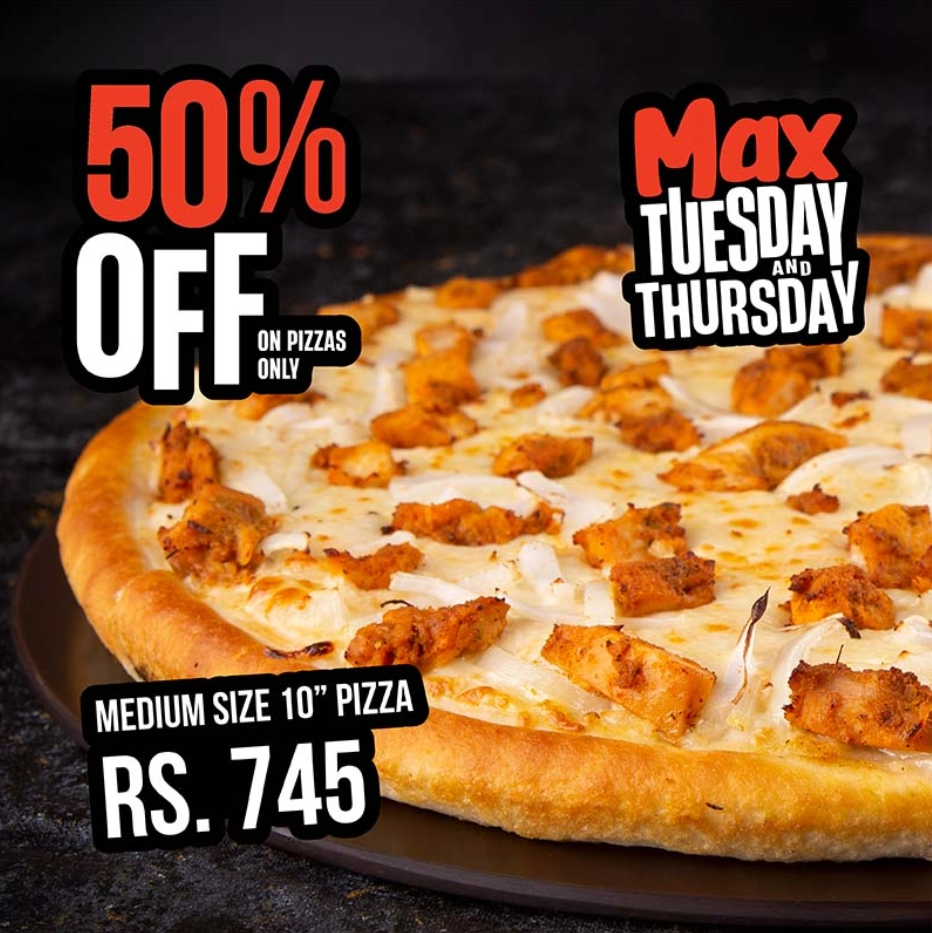 50%
OFF
ON PIZZAS
ONLY
Max
TUESDAY
AND
THURSDAY
MEDIUM SIZE 10” PIZZA
RS. 745